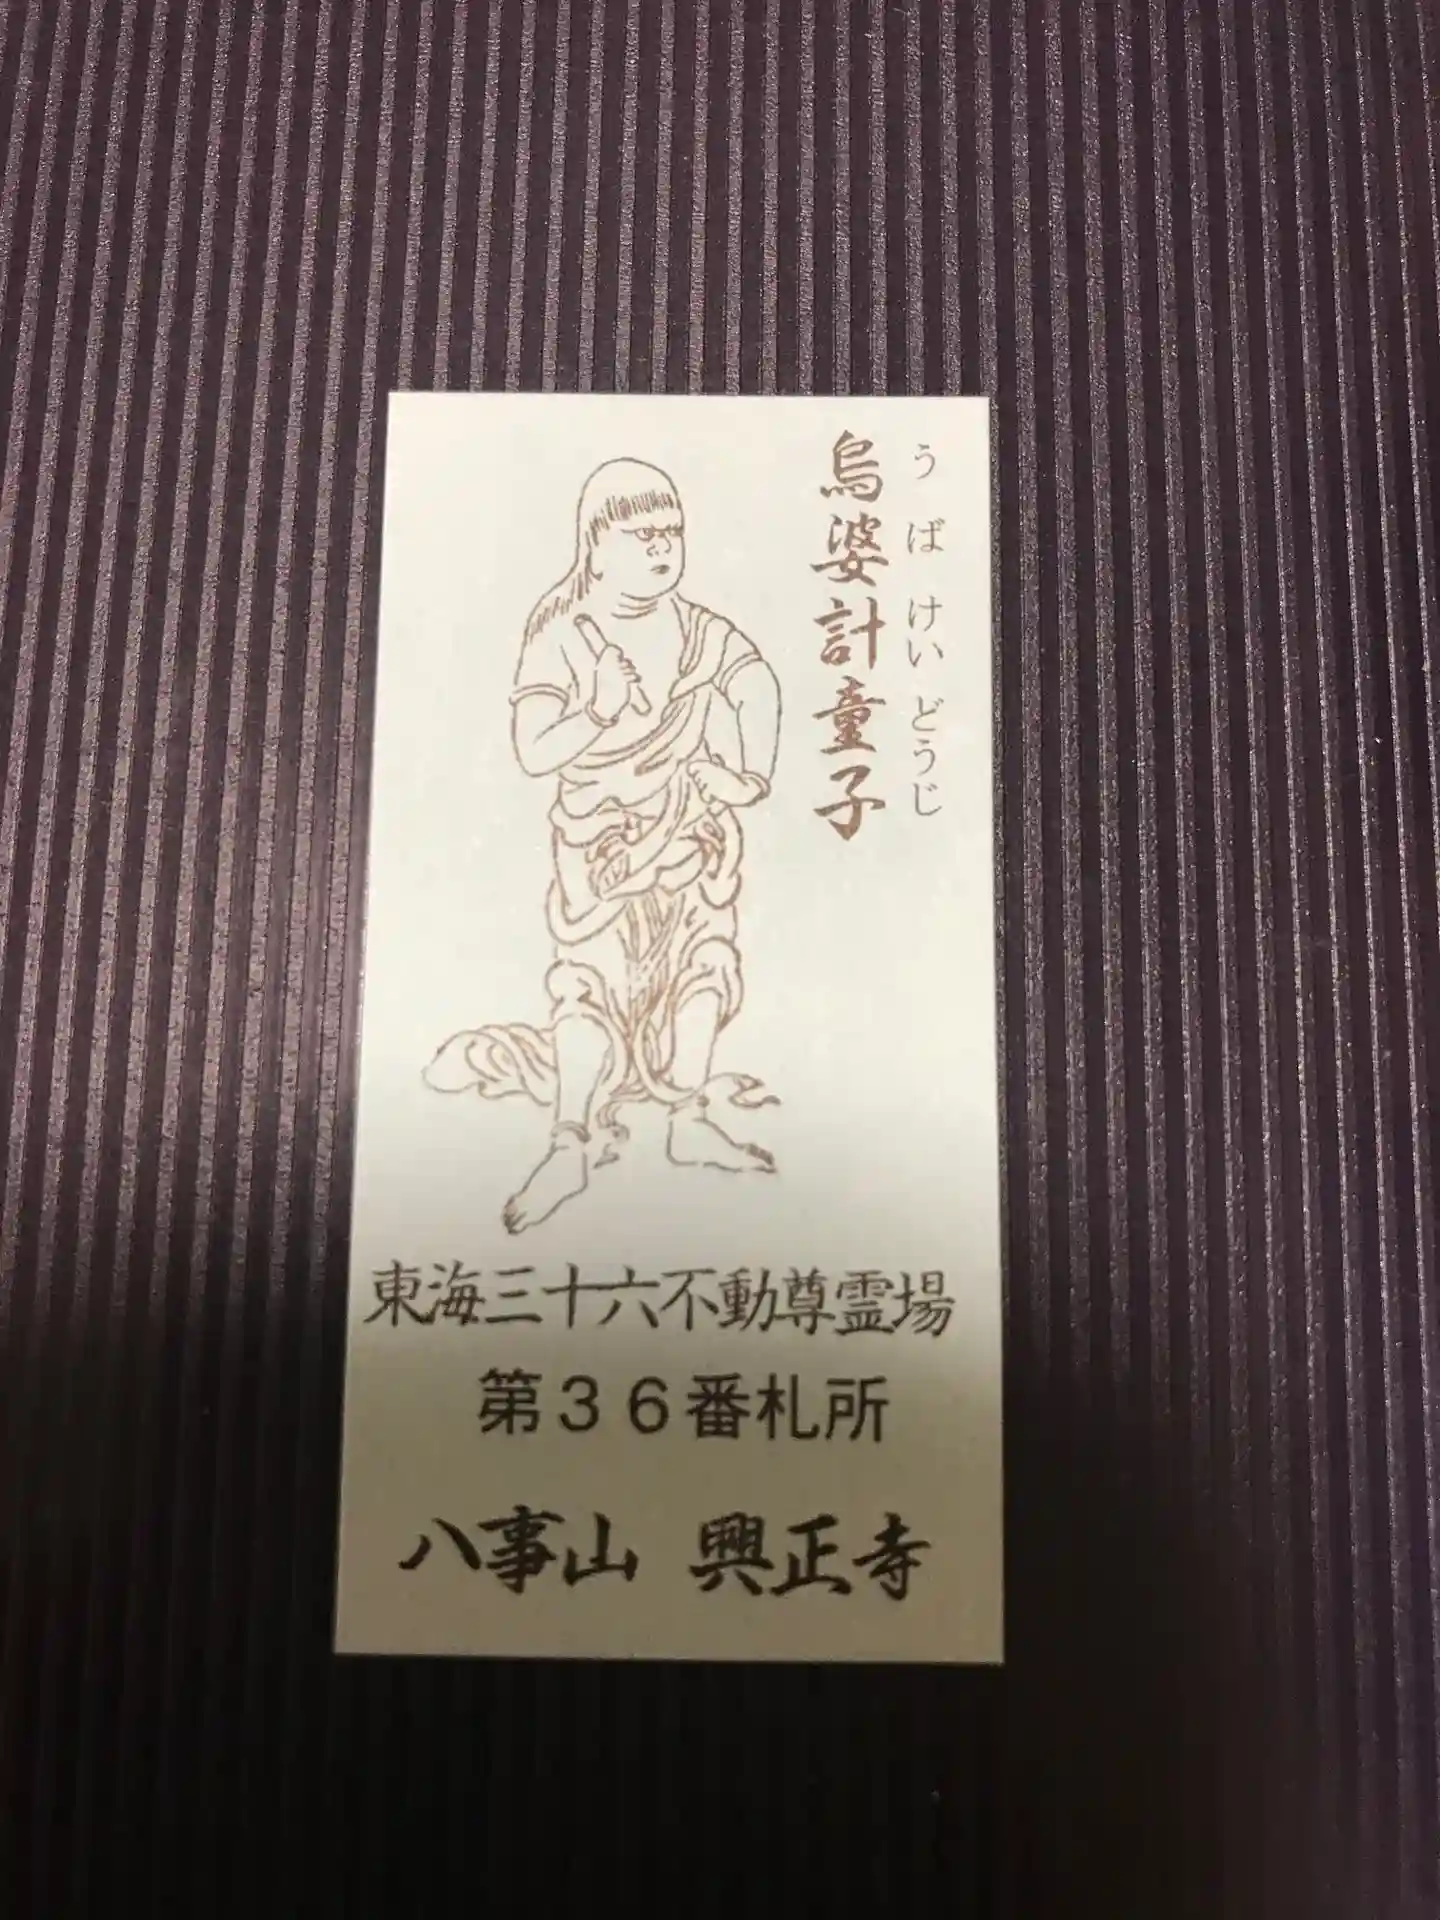 烏婆計童子
うばけいどうじ
東海三十六不動尊霊場
第36番札所
八事山 興正寺